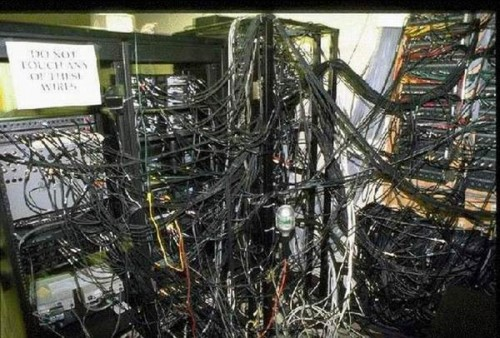 DO NOT
TOUCH ANY
OF THESE
WIRES